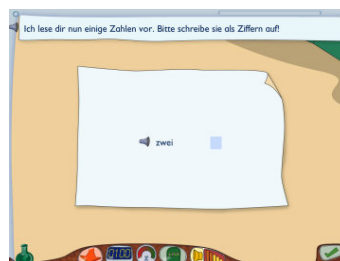 Ich lese dir nun einige Zahlen vor. Bitte schreibe sie als Ziffern auf!
zwei